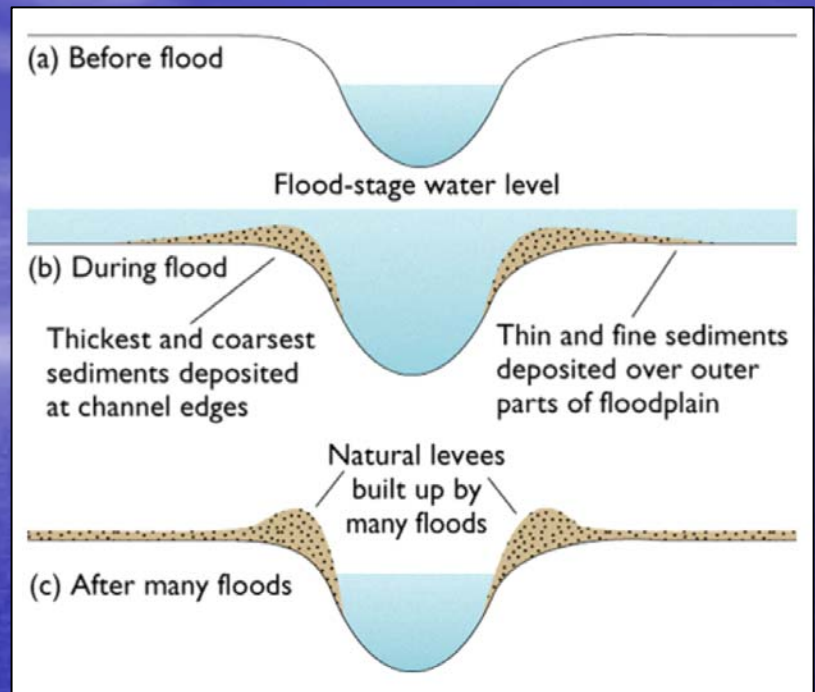 (a) Before flood
Flood-stage water level
(b) During flood
Thickest and coarsest
sediments deposited
at channel edges
Thin and fine sediments
deposited over outer
parts of floodplain
Natural levees
built up by
many floods
(c) After many floods